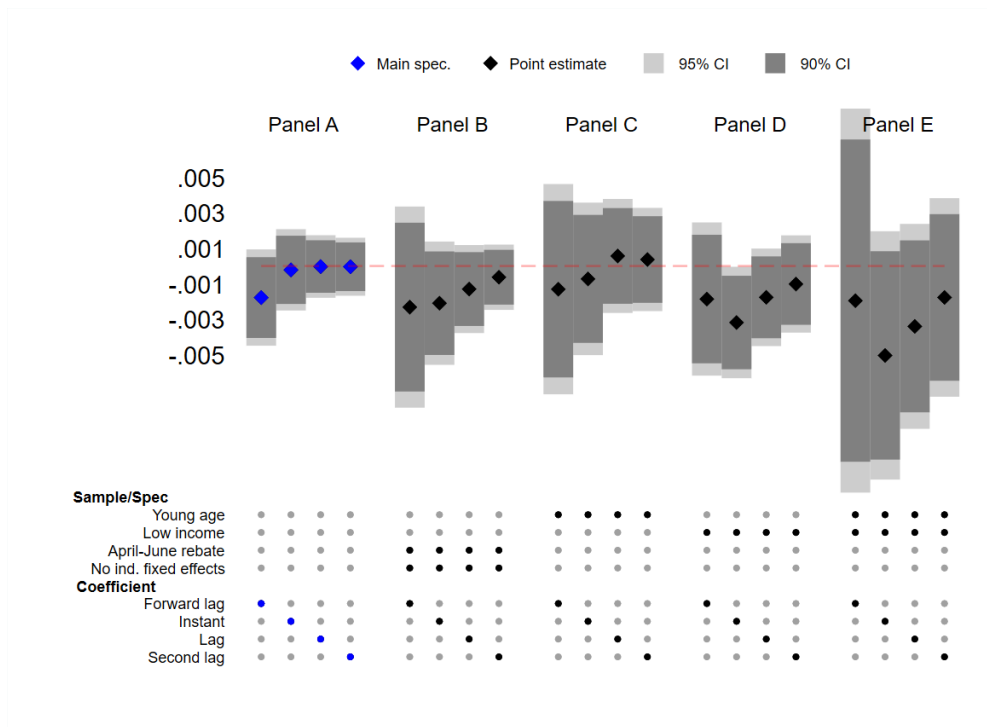 Main spec. Point estimate 95% CI 90% CI
Panel A Panel B Panel C Panel D Panel E
.005
.003
.001
-.001
-.003
-.005
Sample/Spec
Young age
Low income
April-June rebate
No ind. fixed effects
Coefficient
Forward lag
Instant
Lag
Second lag